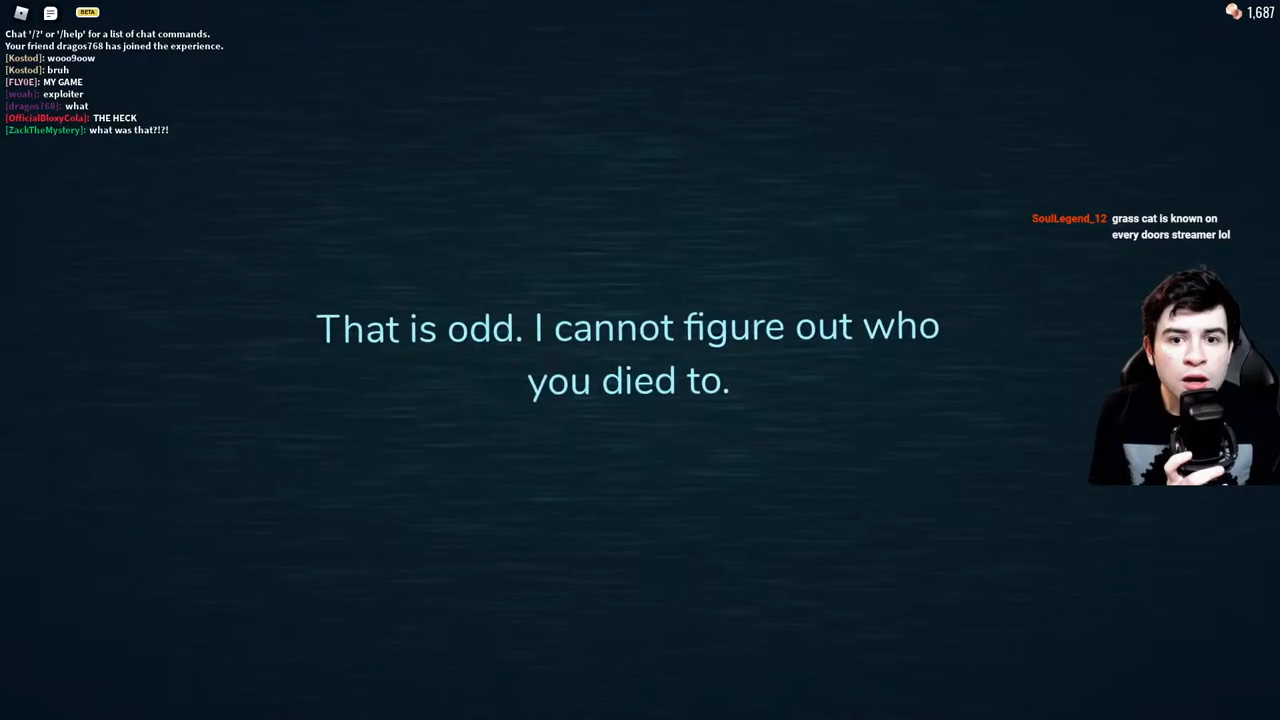 BETA
1,687
Chat '/?' or '/help' for a list of chat commands.
Your friend dragos768 has joined the experience.
[Kostod]: wooo9oow
[Kostod]: bruh
[FLY0E]: MY GAME
[woah]: exploiter
[dragos768]: what
[OfficialBloxyCola]: THE HECK
[ZackTheMystery]: what was that?!?!
SoulLegend_12 grass cat is known on
every doors streamer lol
That is odd. I cannot figure out who
you died to.